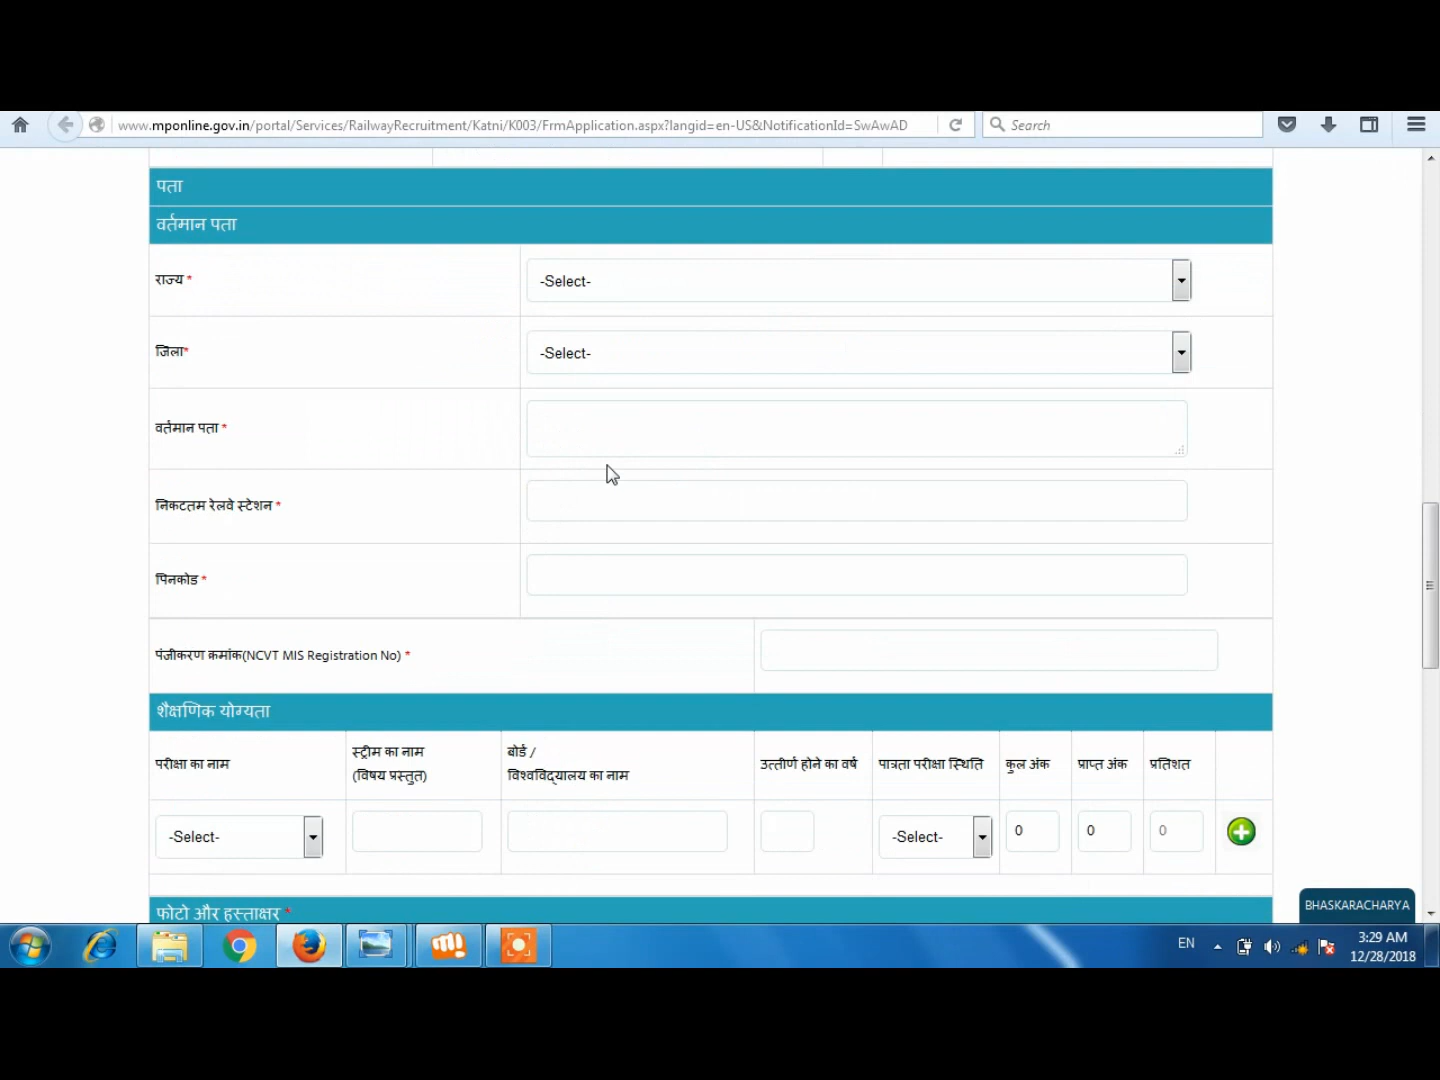 www.mponline.gov.in/portal/Services/RailwayRecruitment/Katni/K003/FrmApplication.aspx?langid=en-US&NotificationId=SwAwAD
Search
पता
वर्तमान पता
राज्य *
-Select-
जिला*
-Select-
वर्तमान पता *
निकटतम रेलवे स्टेशन *
पिनकोड *
पंजीकरण क्रमांक(NCVT MIS Registration No) *
शैक्षणिक योग्यता
परीक्षा का नाम
स्ट्रीम का नाम
(विषय प्रस्तुत)
बोर्ड /
विश्वविद्यालय का नाम
उत्तीर्ण होने का वर्ष
पात्रता परीक्षा स्थिति
कुल अंक
प्राप्त अंक
प्रतिशत
-Select-
-Select-
0
0
0
फोटो और हस्ताक्षर *
BHASKARACHARYA
EN
3:29 AM
12/28/2018